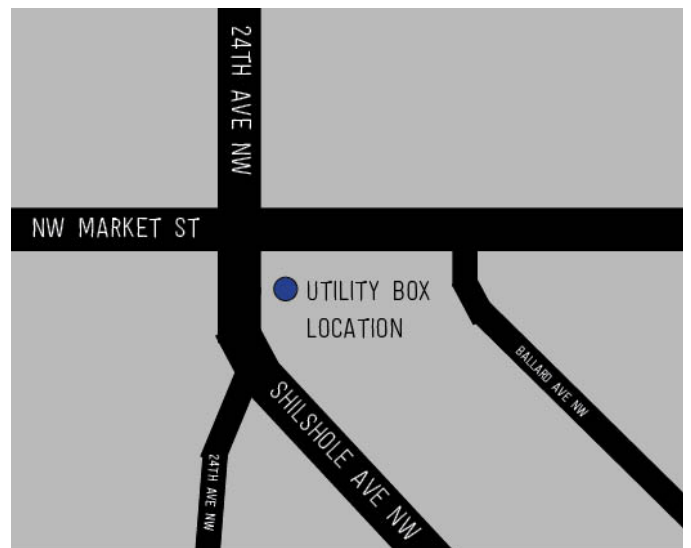 24TH AVE NW
NW MARKET ST
UTILITY BOX
LOCATION
BALLARD AVE NW
SHILSHOLE AVE NW
24TH AVE NW